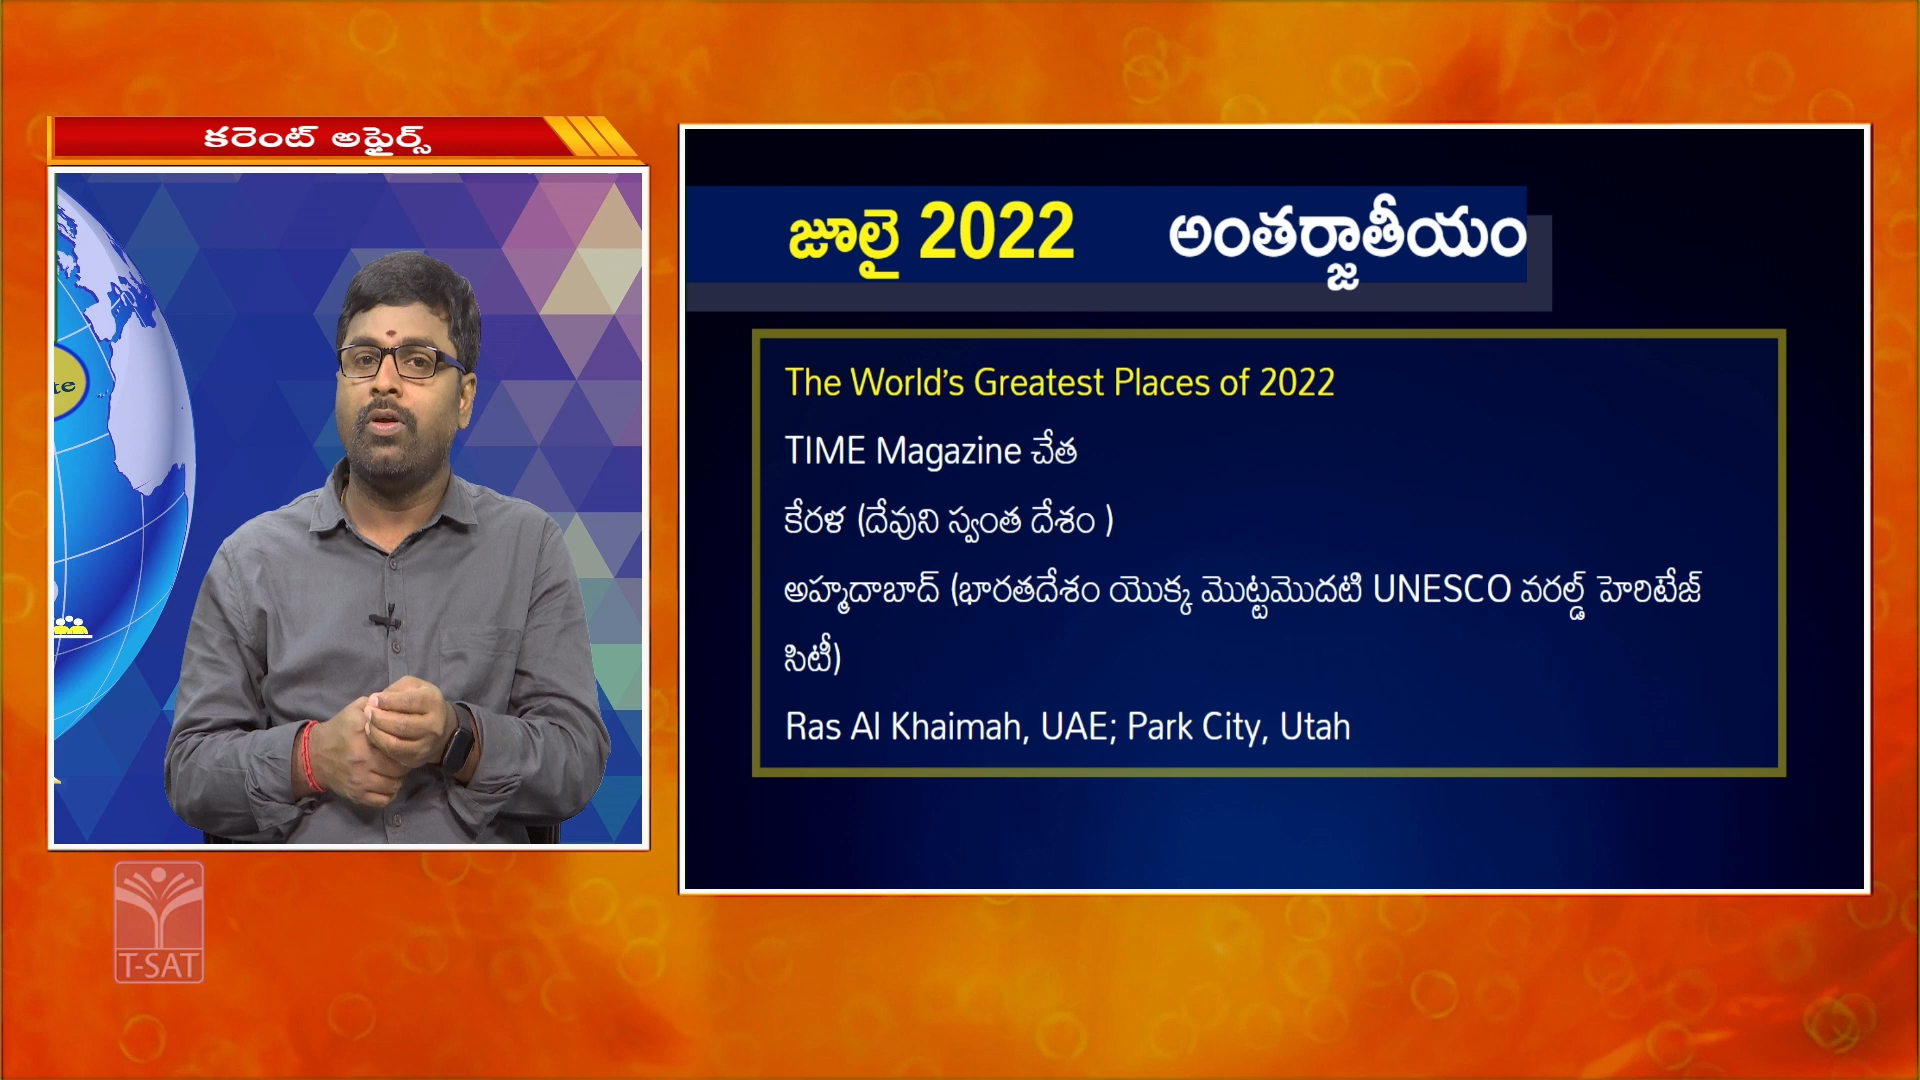 కరెంట్ అఫైర్స్
జూలై 2022 అంతర్జాతీయం
The World's Greatest Places of 2022
TIME Magazine చేత
కేరళ (దేవుని స్వంత దేశం )
అహ్మదాబాద్ (భారతదేశం యొక్క మొట్టమొదటి UNESCO వరల్డ్ హెరిటేజ్
సిటీ)
Ras Al Khaimah, UAE; Park City, Utah
te
T-SAT